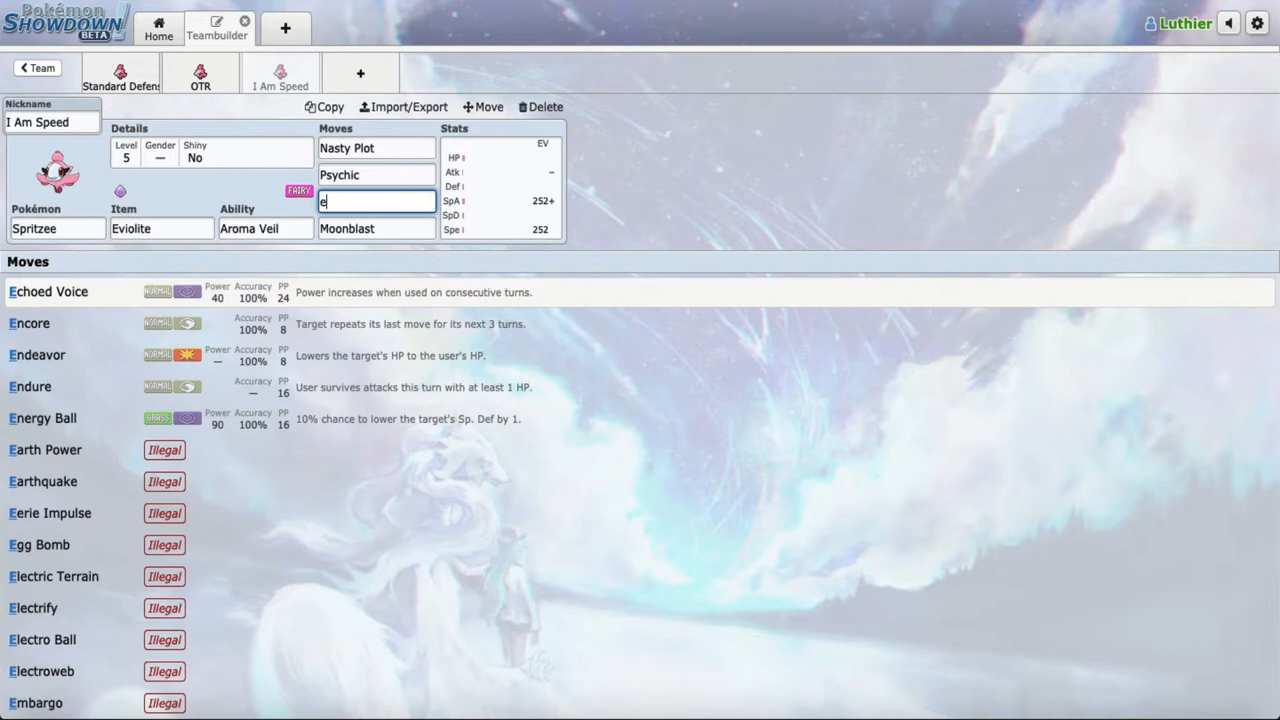 Pokémon
SHOWDOWN!
BETA
Home
Teambuilder
+
Luthier
Team
Standard Defens
OTR
I Am Speed
+
Nickname
I Am Speed
Copy
Import/Export
Move
Delete
Details
Moves
Stats
Level
Gender
Shiny
5
—
No
Nasty Plot
Psychic
e
Moonblast
EV
HP
Atk
--
Def
SpA
252+
SpD
Spe
252
FAIRY
Pokémon
Item
Ability
Spritzee
Eviolite
Aroma Veil
Moves
Echoed Voice NORMAL Power 40 Accuracy 100% PP 24 Power increases when used on consecutive turns.
Encore NORMAL Accuracy 100% PP 8 Target repeats its last move for its next 3 turns.
Endeavor NORMAL Power — Accuracy 100% PP 8 Lowers the target's HP to the user's HP.
Endure NORMAL Accuracy — PP 16 User survives attacks this turn with at least 1 HP.
Energy Ball GRASS Power 90 Accuracy 100% PP 16 10% chance to lower the target's Sp. Def by 1.
Earth Power Illegal
Earthquake Illegal
Eerie Impulse Illegal
Egg Bomb Illegal
Electric Terrain Illegal
Electrify Illegal
Electro Ball Illegal
Electroweb Illegal
Embargo Illegal